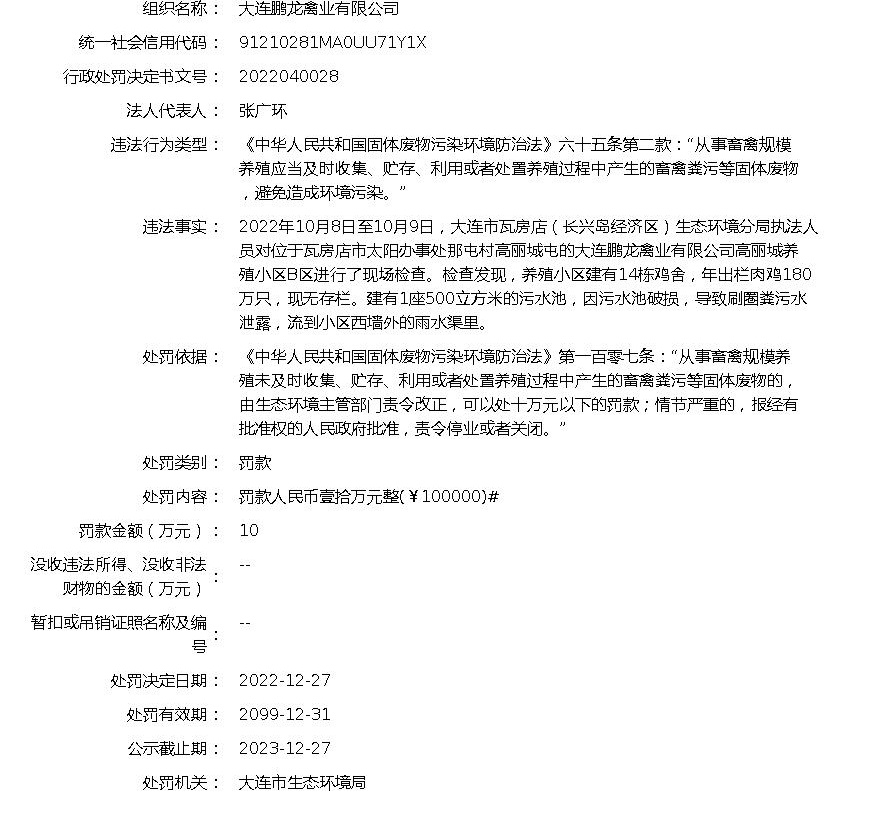 组织名称： 大连鹏龙禽业有限公司
统一社会信用代码： 91210281MA0UU71Y1X
行政处罚决定书文号： 2022040028
法人代表人： 张广环
违法行为类型： 《中华人民共和国固体废物污染环境防治法》六十五条第二款：“从事畜禽规模
养殖应当及时收集、贮存、利用或者处置养殖过程中产生的畜禽粪污等固体废物
，避免造成环境污染。”
违法事实： 2022年10月8日至10月9日，大连市瓦房店（长兴岛经济区）生态环境分局执法人
员对位于瓦房店市太阳办事处那屯村高丽城屯的大连鹏龙禽业有限公司高丽城养
殖小区B区进行了现场检查。检查发现，养殖小区建有14栋鸡舍，年出栏肉鸡180
万只，现无存栏。建有1座500立方米的污水池，因污水池破损，导致刷圈粪污水
泄露，流到小区西墙外的雨水渠里。
处罚依据： 《中华人民共和国固体废物污染环境防治法》第一百零七条：“从事畜禽规模养
殖未及时收集、贮存、利用或者处置养殖过程中产生的畜禽粪污等固体废物的，
由生态环境主管部门责令改正，可以处十万元以下的罚款；情节严重的，报经有
批准权的人民政府批准，责令停业或者关闭。”
处罚类别： 罚款
处罚内容： 罚款人民币壹拾万元整(￥100000)#
罚款金额（万元）： 10
没收违法所得、没收非法
财物的金额（万元）： --
暂扣或吊销证照名称及编
号： --
处罚决定日期： 2022-12-27
处罚有效期： 2099-12-31
公示截止期： 2023-12-27
处罚机关： 大连市生态环境局